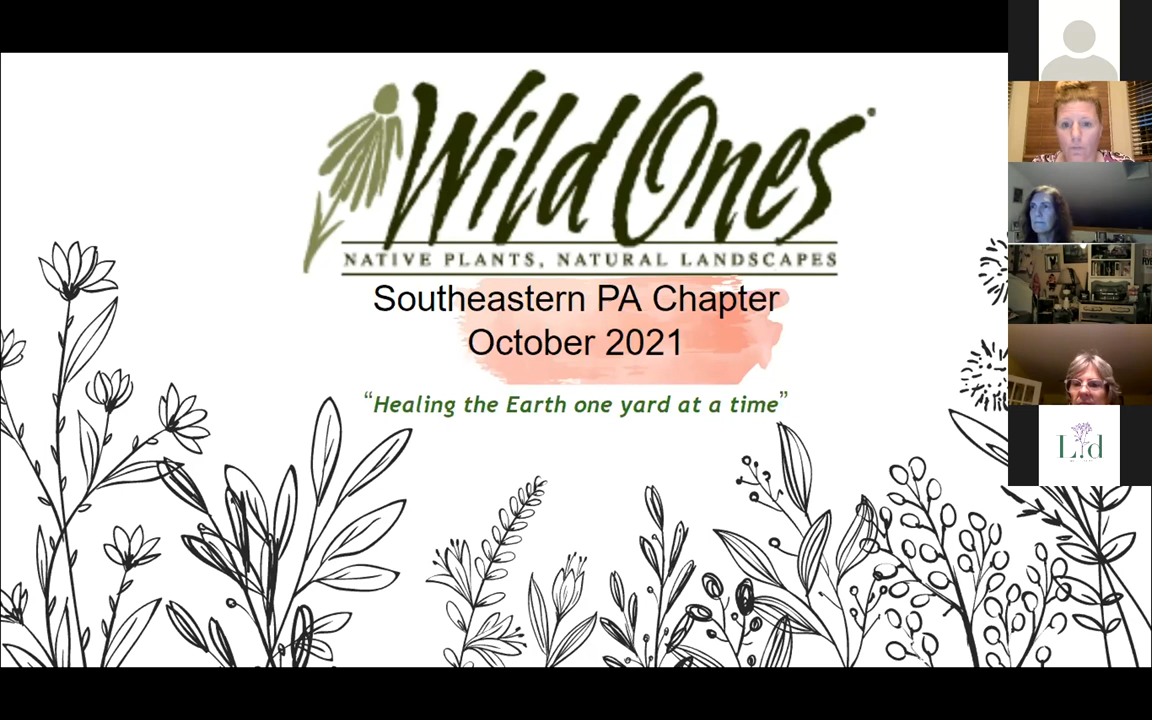 Wild Ones
NATIVE PLANTS, NATURAL LANDSCAPES
Southeastern PA Chapter
October 2021
“Healing the Earth one yard at a time”